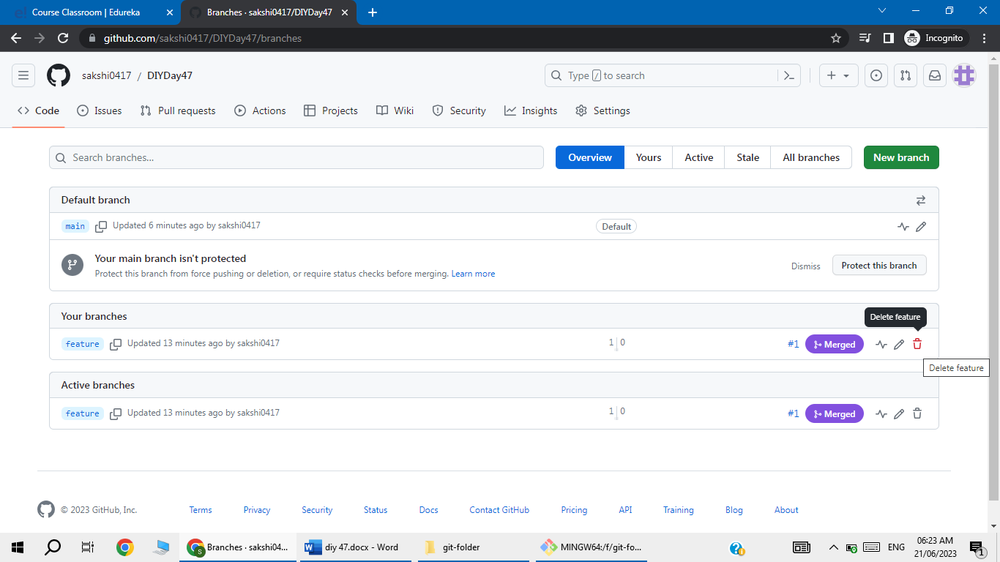 Course Classroom | Edureka
Branches · sakshi0417/DIYDay47
github.com/sakshi0417/DIYDay47/branches
Incognito
sakshi0417 / DIYDay47
Type / to search
Code
Issues
Pull requests
Actions
Projects
Wiki
Security
Insights
Settings
Search branches...
Overview
Yours
Active
Stale
All branches
New branch
Default branch
main
Updated 6 minutes ago by sakshi0417
Default
Your main branch isn't protected
Protect this branch from force pushing or deletion, or require status checks before merging. Learn more
Dismiss
Protect this branch
Your branches
Delete feature
feature
Updated 13 minutes ago by sakshi0417
1 0
#1
Merged
Delete feature
Active branches
feature
Updated 13 minutes ago by sakshi0417
1 0
#1
Merged
© 2023 GitHub, Inc.
Terms
Privacy
Security
Status
Docs
Contact GitHub
Pricing
API
Training
Blog
About
S
Branches · sakshi04...
diy 47.docx - Word
git-folder
MINGW64:/f/git-fo...
ENG
06:23 AM
21/06/2023
1